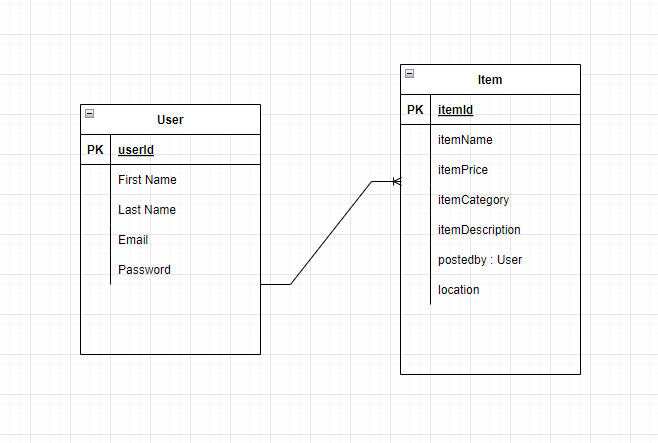 User
PK userId
First Name
Last Name
Email
Password
Item
PK itemId
itemName
itemPrice
itemCategory
itemDescription
postedby : User
location